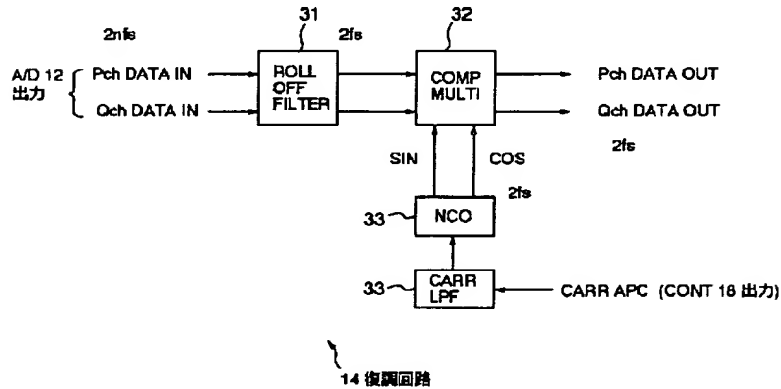 31
32
2nfs
2fs
A/D 12
出力
Pch DATA IN
Qch DATA IN
ROLL
OFF
FILTER
COMP
MULTI
Pch DATA OUT
Qch DATA OUT
2fs
SIN
COS
2fs
33
NCO
33
CARR
LPF
CARR APC (CONT 18 出力)
14 復調回路